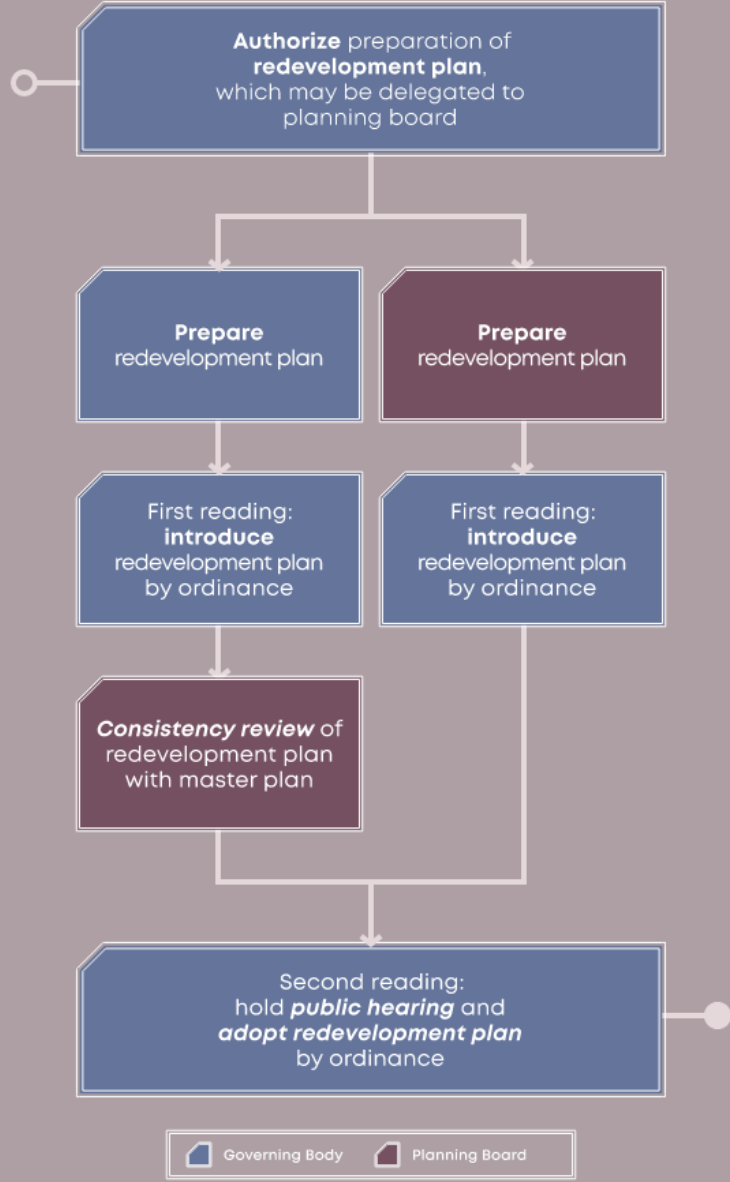 Authorize preparation of
redevelopment plan,
which may be delegated to
planning board
Prepare
redevelopment plan
Prepare
redevelopment plan
First reading:
introduce
redevelopment plan
by ordinance
First reading:
introduce
redevelopment plan
by ordinance
Consistency review of
redevelopment plan
with master plan
Second reading:
hold public hearing and
adopt redevelopment plan
by ordinance
Governing Body
Planning Board